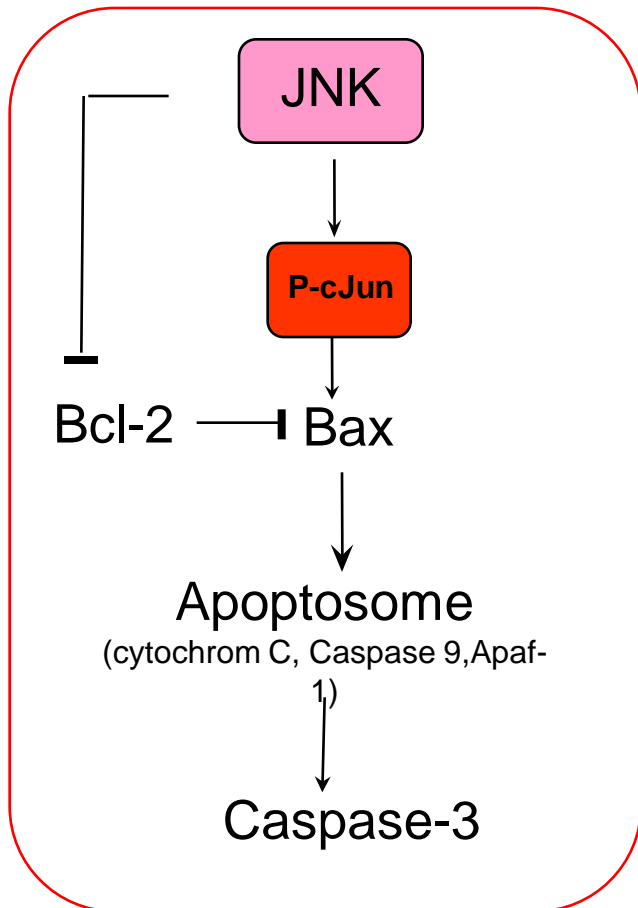 JNK
P-cJun
Bcl-2
Bax
Apoptosome
(cytochrom C, Caspase 9,Apaf-
1)
Caspase-3